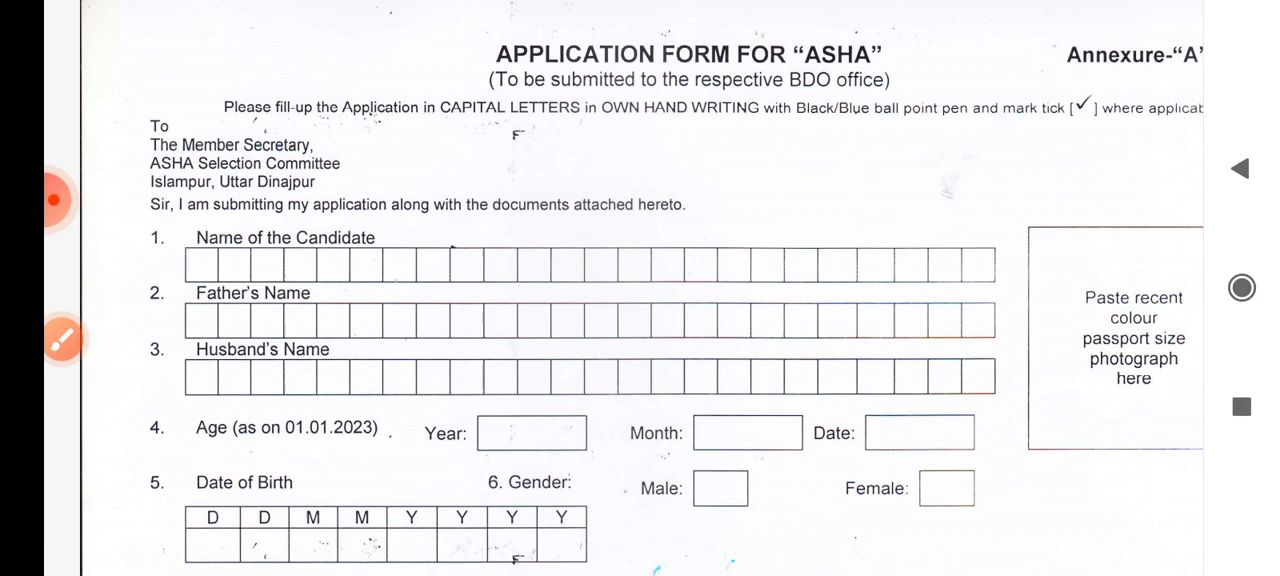 APPLICATION FORM FOR “ASHA”
Annexure-“A”
(To be submitted to the respective BDO office)
Please fill-up the Application in CAPITAL LETTERS in OWN HAND WRITING with Black/Blue ball point pen and mark tick [✓] where applicab
To
The Member Secretary,
ASHA Selection Committee
Islampur, Uttar Dinajpur
Sir, I am submitting my application along with the documents attached hereto.
1. Name of the Candidate
2. Father’s Name
3. Husband’s Name
Paste recent
colour
passport size
photograph
here
4. Age (as on 01.01.2023) Year: Month: Date:
5. Date of Birth 6. Gender: Male: Female:
D D M M Y Y Y Y